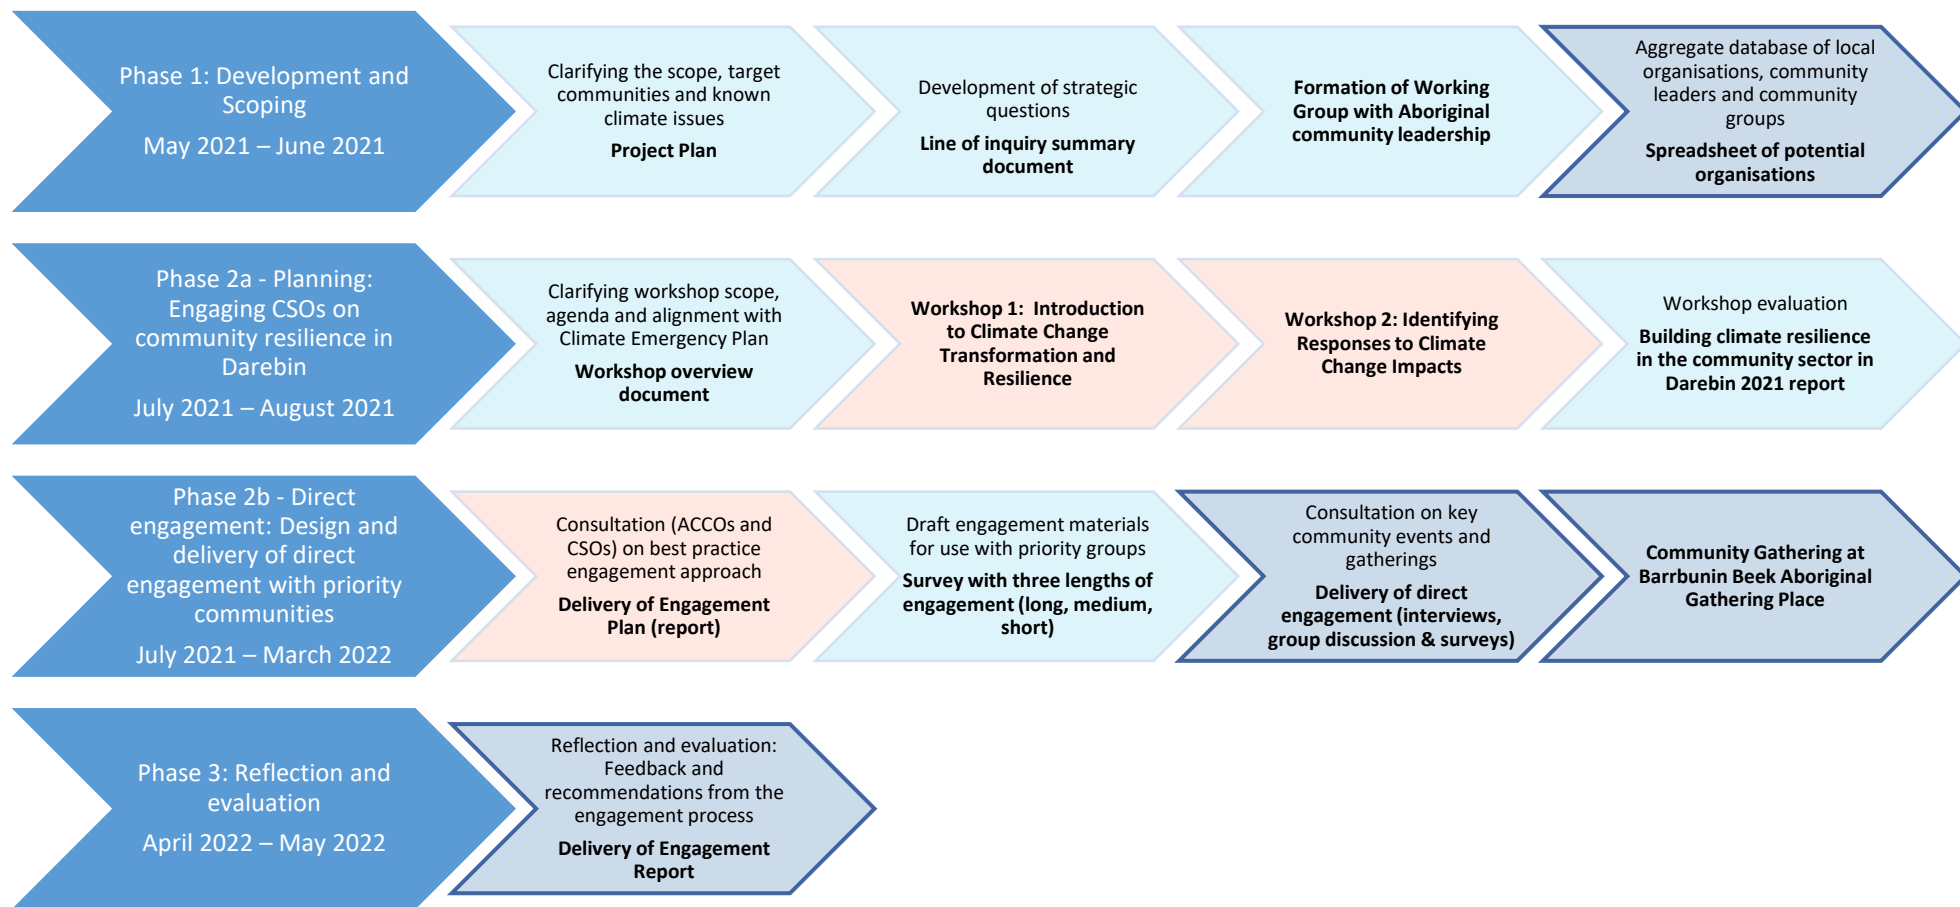 Phase 1: Development and
Scoping
May 2021 – June 2021
Clarifying the scope, target
communities and known
climate issues
Project Plan
Development of strategic
questions
Line of inquiry summary
document
Formation of Working
Group with Aboriginal
community leadership
Aggregate database of local
organisations, community
leaders and community
groups
Spreadsheet of potential
organisations
Phase 2a - Planning:
Engaging CSOs on
community resilience in
Darebin
July 2021 – August 2021
Clarifying workshop scope,
agenda and alignment with
Climate Emergency Plan
Workshop overview
document
Workshop 1: Introduction
to Climate Change
Transformation and
Resilience
Workshop 2: Identifying
Responses to Climate
Change Impacts
Workshop evaluation
Building climate resilience
in the community sector in
Darebin 2021 report
Phase 2b - Direct
engagement: Design and
delivery of direct
engagement with priority
communities
July 2021 – March 2022
Consultation (ACCOs and
CSOs) on best practice
engagement approach
Delivery of Engagement
Plan (report)
Draft engagement materials
for use with priority groups
Survey with three lengths of
engagement (long, medium,
short)
Consultation on key
community events and
gatherings
Delivery of direct
engagement (interviews,
group discussion & surveys)
Community Gathering at
Barrbunin Beek Aboriginal
Gathering Place
Phase 3: Reflection and
evaluation
April 2022 – May 2022
Reflection and evaluation:
Feedback and
recommendations from the
engagement process
Delivery of Engagement
Report